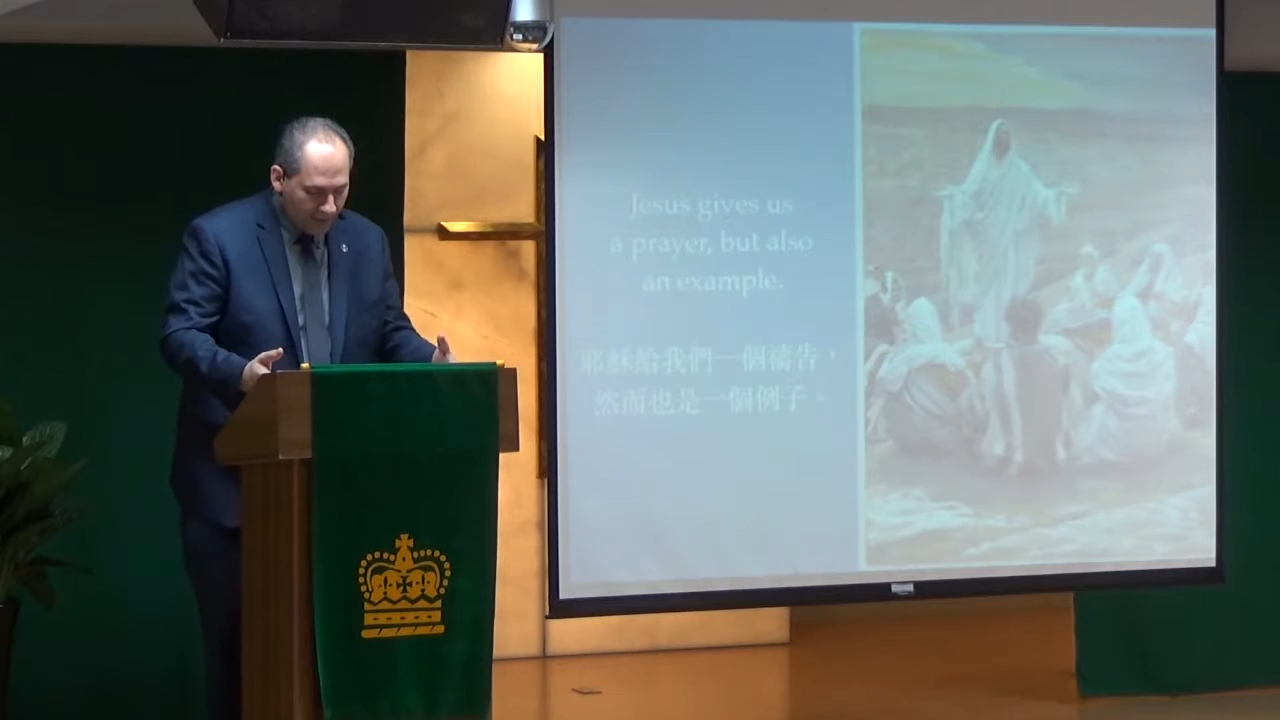 Jesus gives us
a prayer, but also
an example.
耶穌給我們一個禱告，
然而也是一個例子。